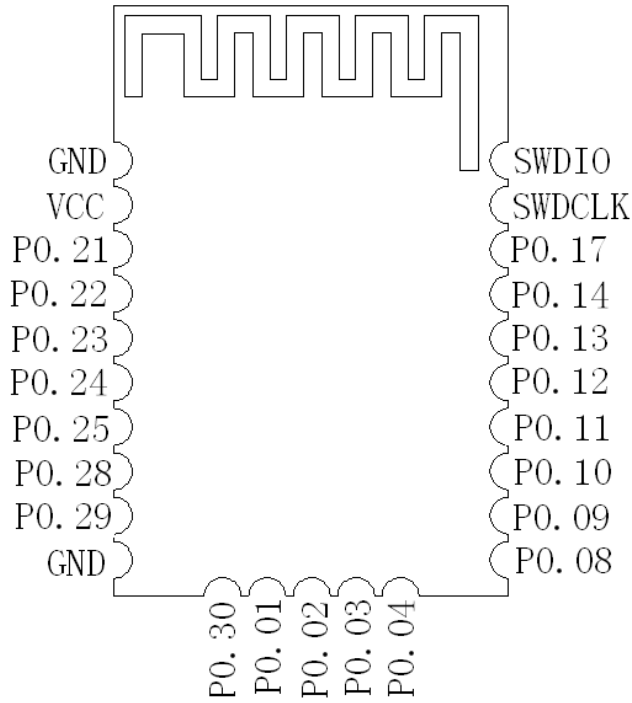 GND
VCC
P0.21
P0.22
P0.23
P0.24
P0.25
P0.28
P0.29
GND
P0.30
P0.01
P0.02
P0.03
P0.04
SWDIO
SWDCLK
P0.17
P0.14
P0.13
P0.12
P0.11
P0.10
P0.09
P0.08